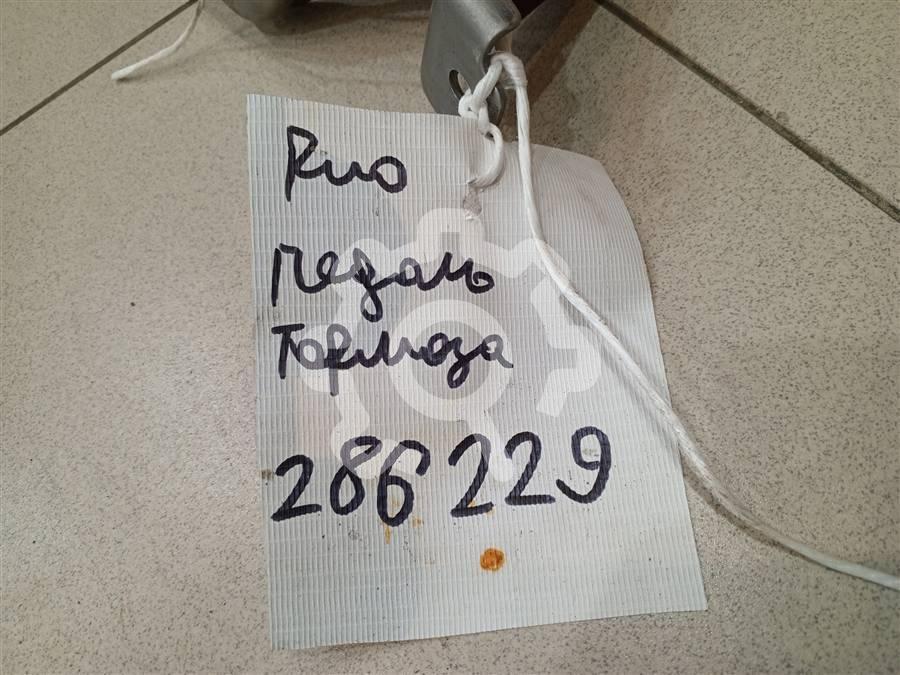 Rио
Педаль
Тормоза
286229